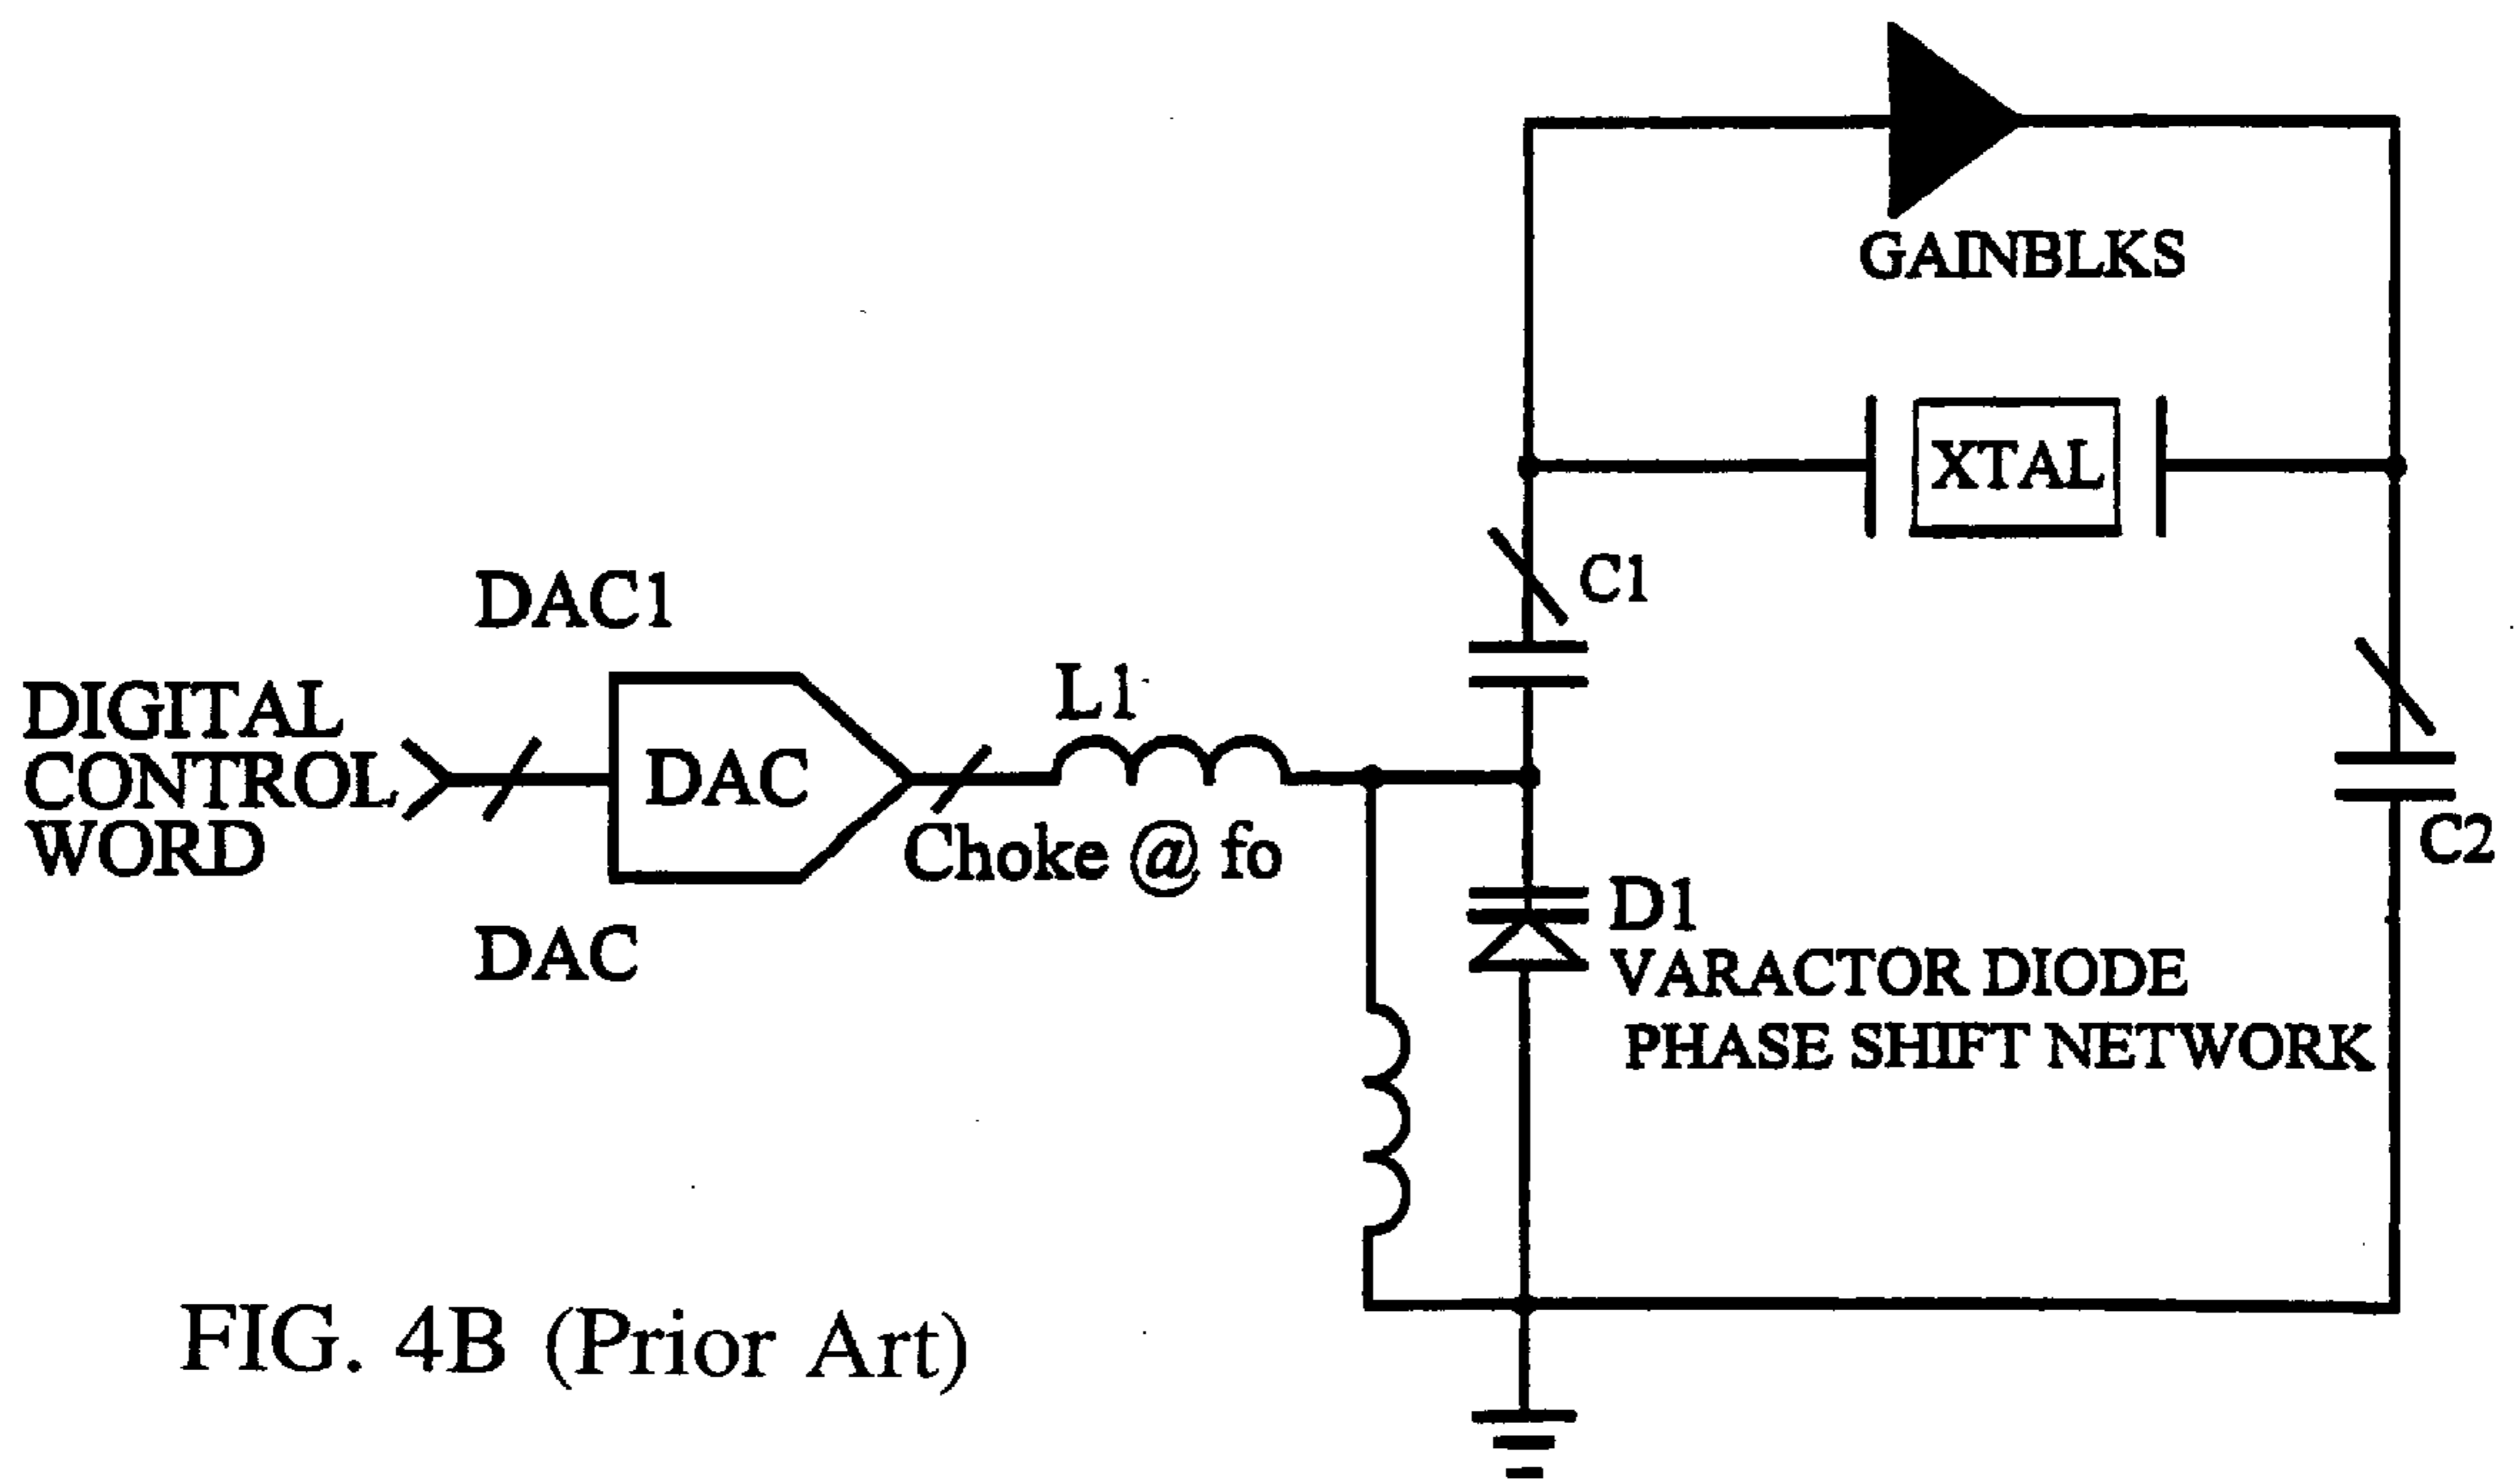 GAINBLKS
XTAL
C1
DAC1
L1
DIGITAL
CONTROL
WORD
DAC
Choke @ fo
C2
D1
VARACTOR DIODE
PHASE SHIFT NETWORK
DAC
FIG. 4B (Prior Art)